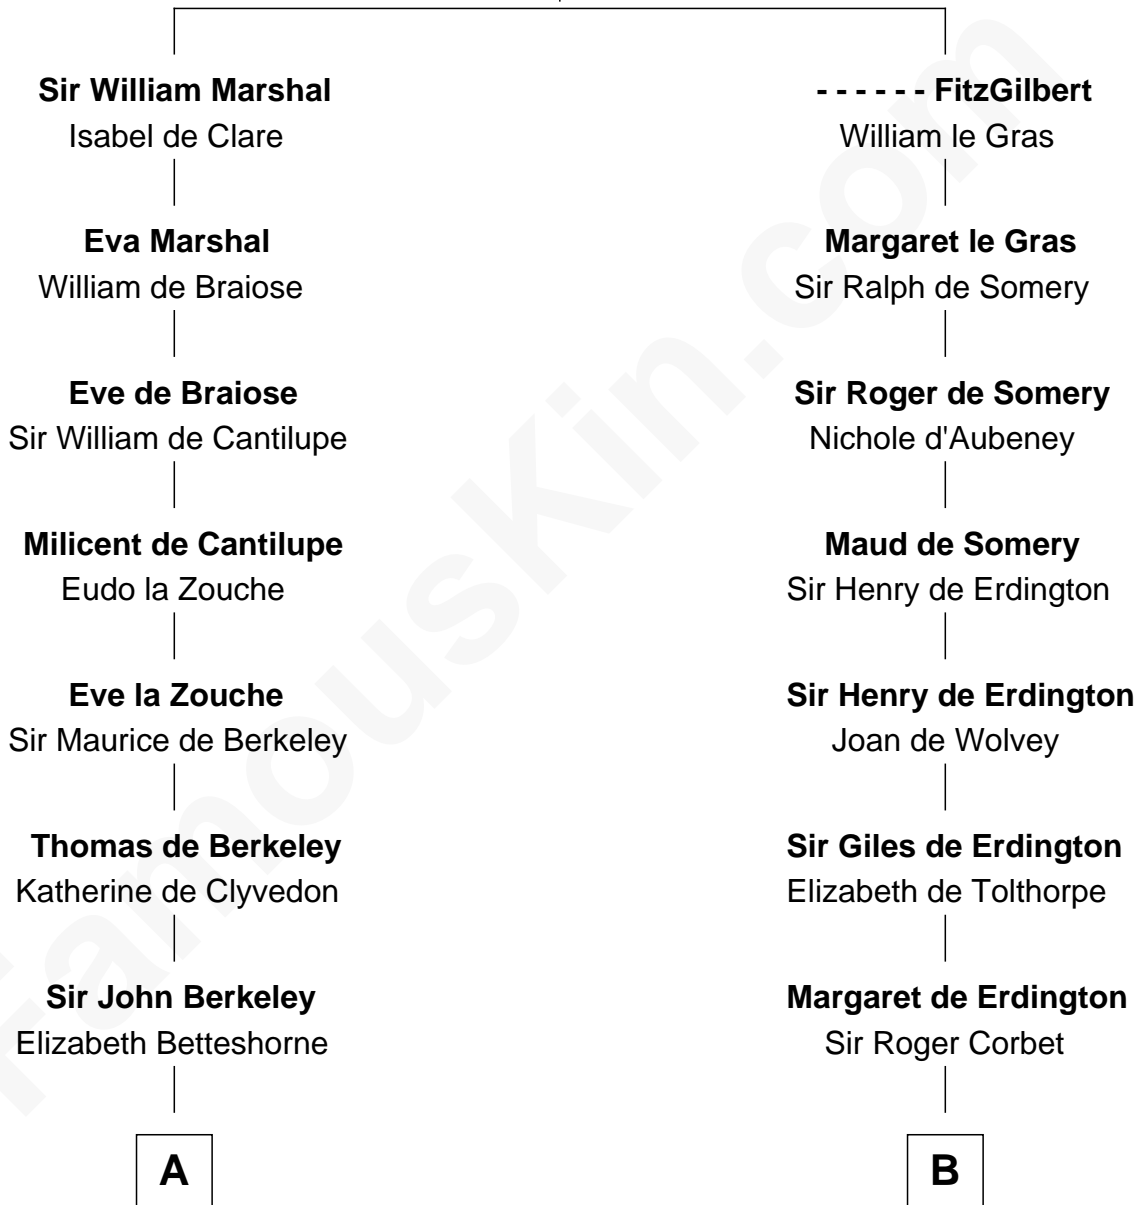 Sir William Marshal
Isabel de Clare
Eva Marshal
William de Braiose
Eve de Braiose
Sir William de Cantilupe
Milicent de Cantilupe
Eudo la Zouche
Eve la Zouche
Sir Maurice de Berkeley
Thomas de Berkeley
Katherine de Clyvedon
Sir John Berkeley
Elizabeth Betteshorne
A
- - - - - - FitzGilbert
William le Gras
Margaret le Gras
Sir Ralph de Somery
Sir Roger de Somery
Nichole d'Aubeney
Maud de Somery
Sir Henry de Erdington
Sir Henry de Erdington
Joan de Wolvey
Sir Giles de Erdington
Elizabeth de Tolthorpe
Margaret de Erdington
Sir Roger Corbet
B
FamousKin.com